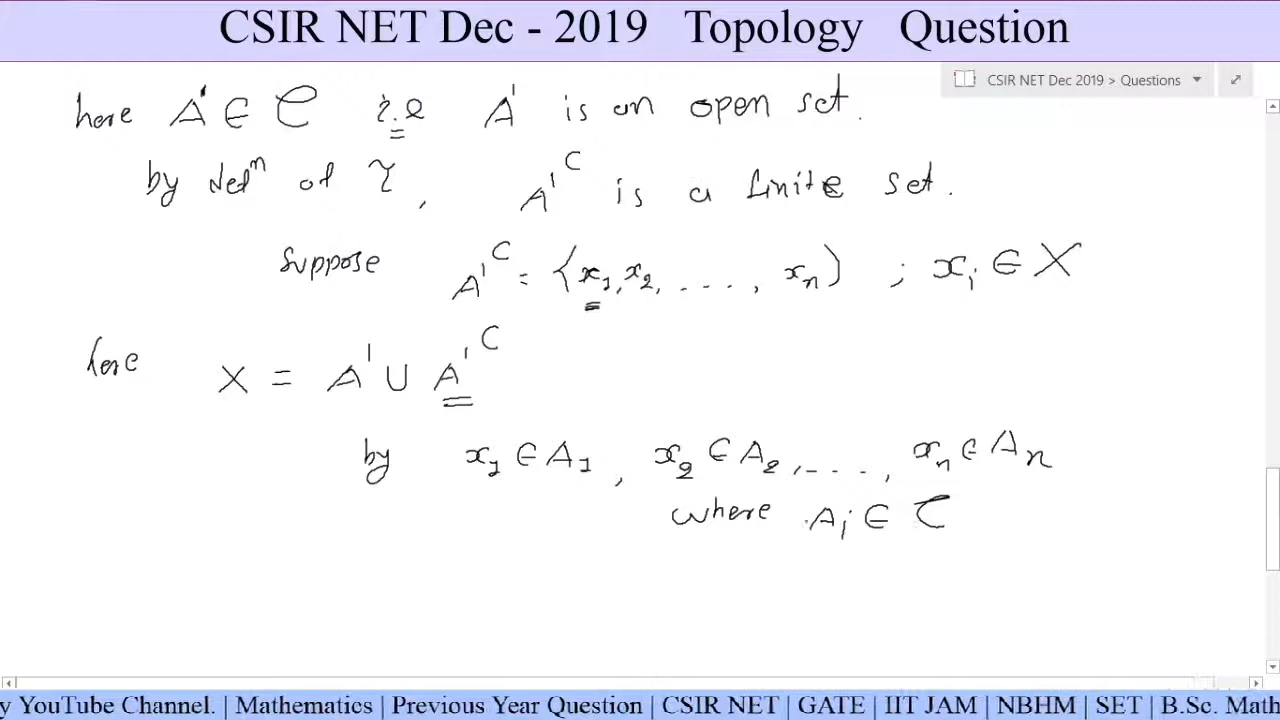 CSIR NET Dec - 2019 Topology Question
CSIR NET Dec 2019 > Questions
here A' ∈ C i.e A' is an open set.
by defⁿ of τ, A'ᶜ is a finite set.
Suppose A'ᶜ = {x₁, x₂, ...., xₙ} ; xᵢ ∈ X
here X = A' ∪ A'ᶜ
by x₁ ∈ A₁, x₂ ∈ A₂, ...., xₙ ∈ Aₙ
where Aᵢ ∈ C
y YouTube Channel. | Mathematics | Previous Year Question | CSIR NET | GATE | IIT JAM | NBHM | SET | B.Sc. Math